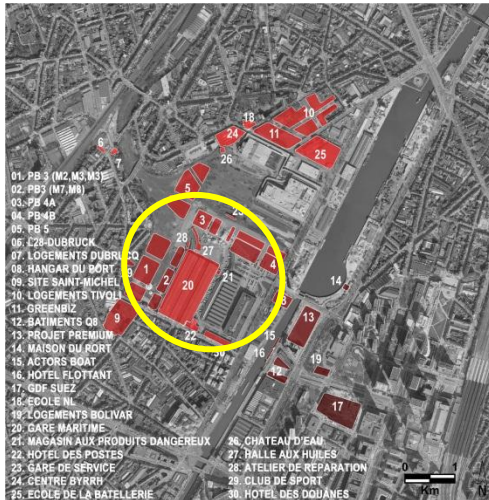 18
10
24
11
26
25
6
7
5
3
23
28
27
4
1
2
20
21
9
14
8
13
22
30
15
16
12
19
17
01. PB 3 (M2,M3,M3)
02. PB3 (M7,M8)
03. PB 4A
04. PB 4B
05. PB 5
06. L28-DUBRUCK
07. LOGEMENTS DUBRUCQ
08. HANGAR DU PORT
09. SITE SAINT-MICHEL
10. LOGEMENTS TIVOLI
11. GREENBIZ
12. BATIMENTS Q8
13. PROJET PREMIUM
14. MAISON DU PORT
15. ACTORS BOAT
16. HOTEL FLOTTANT
17. GDF SUEZ
18. ECOLE NL
19. LOGEMENTS BOLIVAR
20. GARE MARITIME
21. MAGASIN AUX PRODUITS DANGEREUX
22. HOTEL DES POSTES
23. GARE DE SERVICE
24. CENTRE BYRRH
25. ECOLE DE LA BATELLERIE
26. CHATEAU D'EAU
27. HALLE AUX HUILES
28. ATELIER DE REPARATION
29. CLUB DE SPORT
30. HOTEL DES DOUANES
0 1
Km
N
N